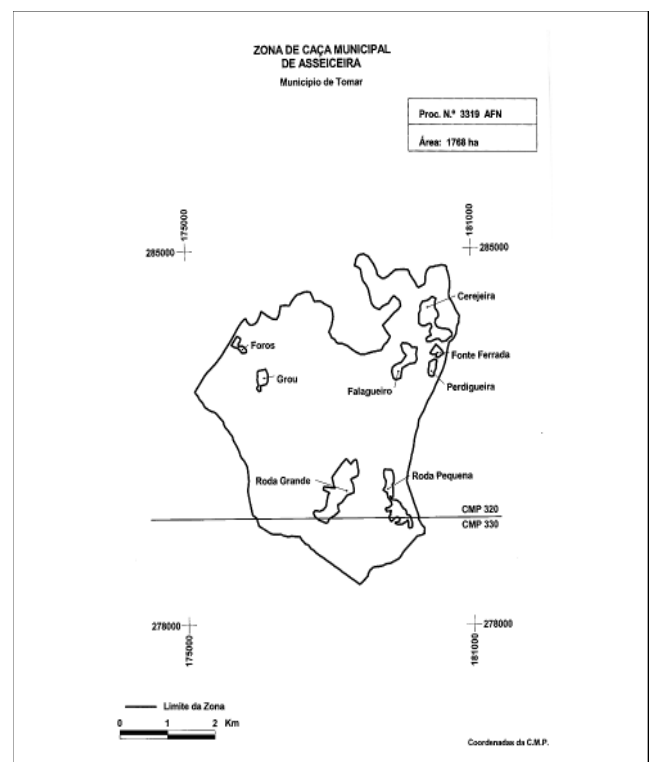 ZONA DE CAÇA MUNICIPAL
DE ASSEICEIRA
Município de Tomar
Proc. N.º 3319 AFN
Área: 1768 ha
175000
181000
285000
285000
Cerejeira
Foros
Fonte Ferrada
Grou
Falagueiro
Perdigueira
Roda Grande
Roda Pequena
CMP 320
CMP 330
278000
278000
175000
181000
Limite da Zona
0 1 2 Km
Coordenadas da C.M.P.